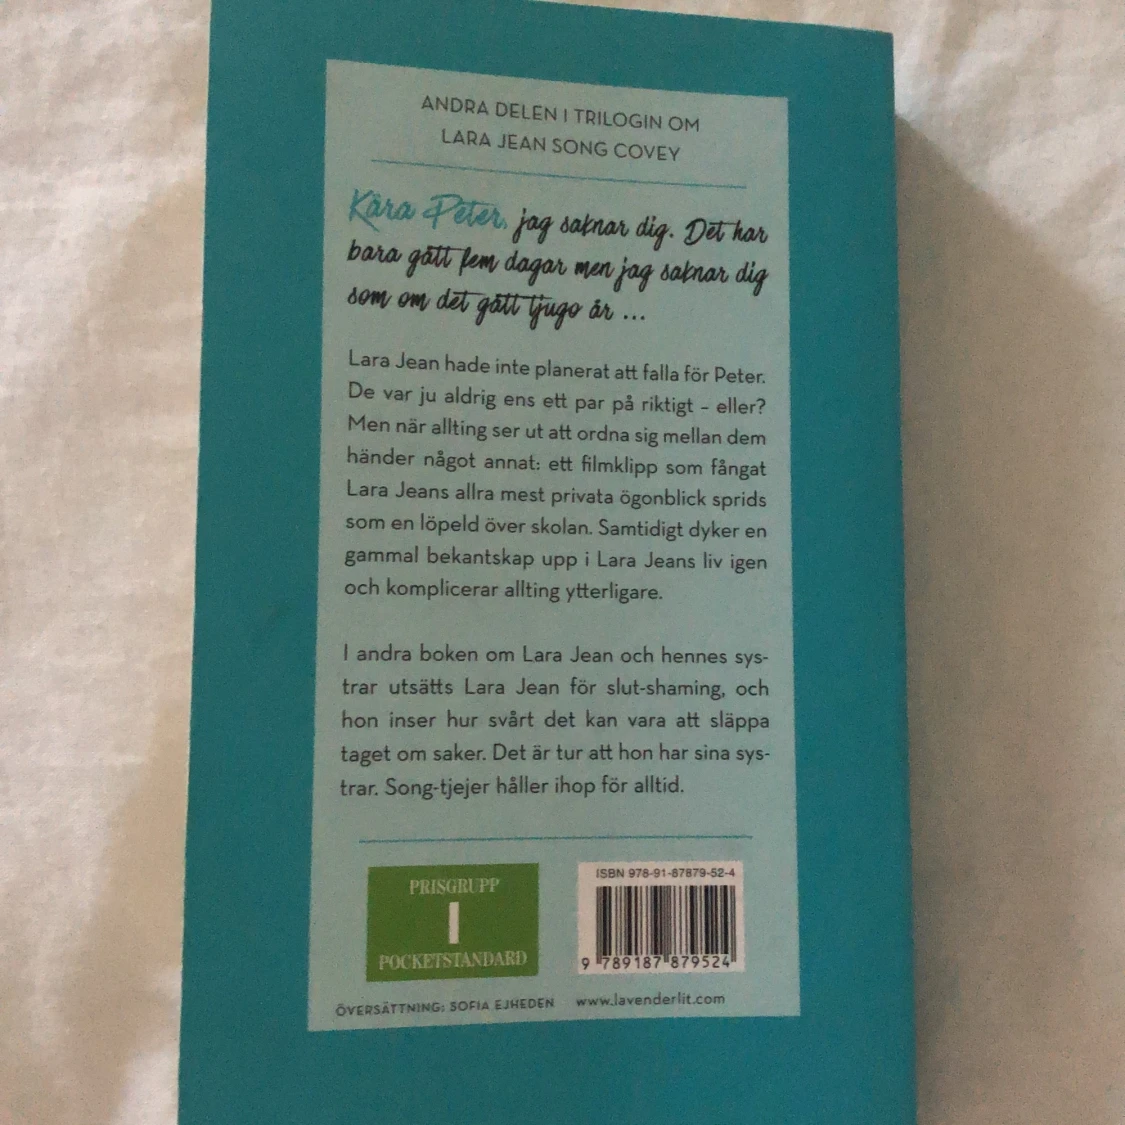 ANDRA DELEN I TRILOGIN OM
LARA JEAN SONG COVEY
Kära Peter, jag saknar dig. Det har
bara gått fem dagar men jag saknar dig
som om det gått tjugo år ...
Lara Jean hade inte planerat att falla för Peter.
De var ju aldrig ens ett par på riktigt – eller?
Men när allting ser ut att ordna sig mellan dem
händer något annat: ett filmklipp som fångat
Lara Jeans allra mest privata ögonblick sprids
som en löpeld över skolan. Samtidigt dyker en
gammal bekantskap upp i Lara Jeans liv igen
och komplicerar allting ytterligare.
I andra boken om Lara Jean och hennes sys-
trar utsätts Lara Jean för slut-shaming, och
hon inser hur svårt det kan vara att släppa
taget om saker. Det är tur att hon har sina sys-
trar. Song-tjejer håller ihop för alltid.
PRISGRUPP
1
POCKETSTANDARD
ISBN 978-91-87879-52-4
9 789187 879524
ÖVERSÄTTNING: SOFIA EJHEDEN
www.lavenderlit.com